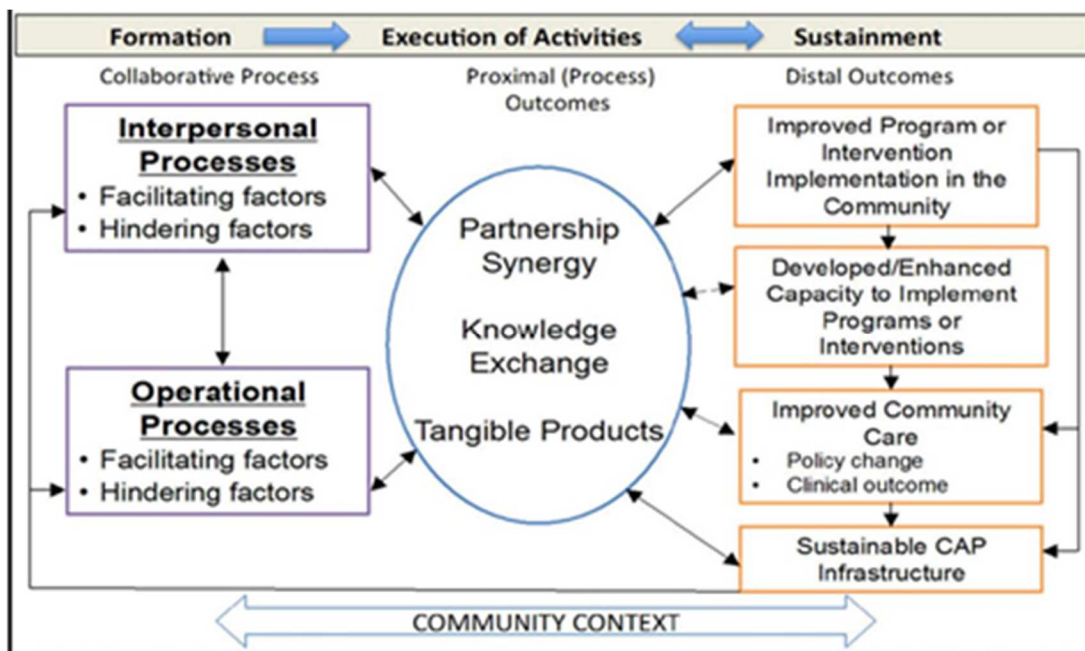 Formation
Execution of Activities
Sustainment
Collaborative Process
Proximal (Process)
Outcomes
Distal Outcomes
Interpersonal
Processes
• Facilitating factors
• Hindering factors
Operational
Processes
• Facilitating factors
• Hindering factors
Partnership
Synergy
Knowledge
Exchange
Tangible Products
Improved Program or
Intervention
Implementation in the
Community
Developed/Enhanced
Capacity to Implement
Programs or
Interventions
Improved Community
Care
• Policy change
• Clinical outcome
Sustainable CAP
Infrastructure
COMMUNITY CONTEXT